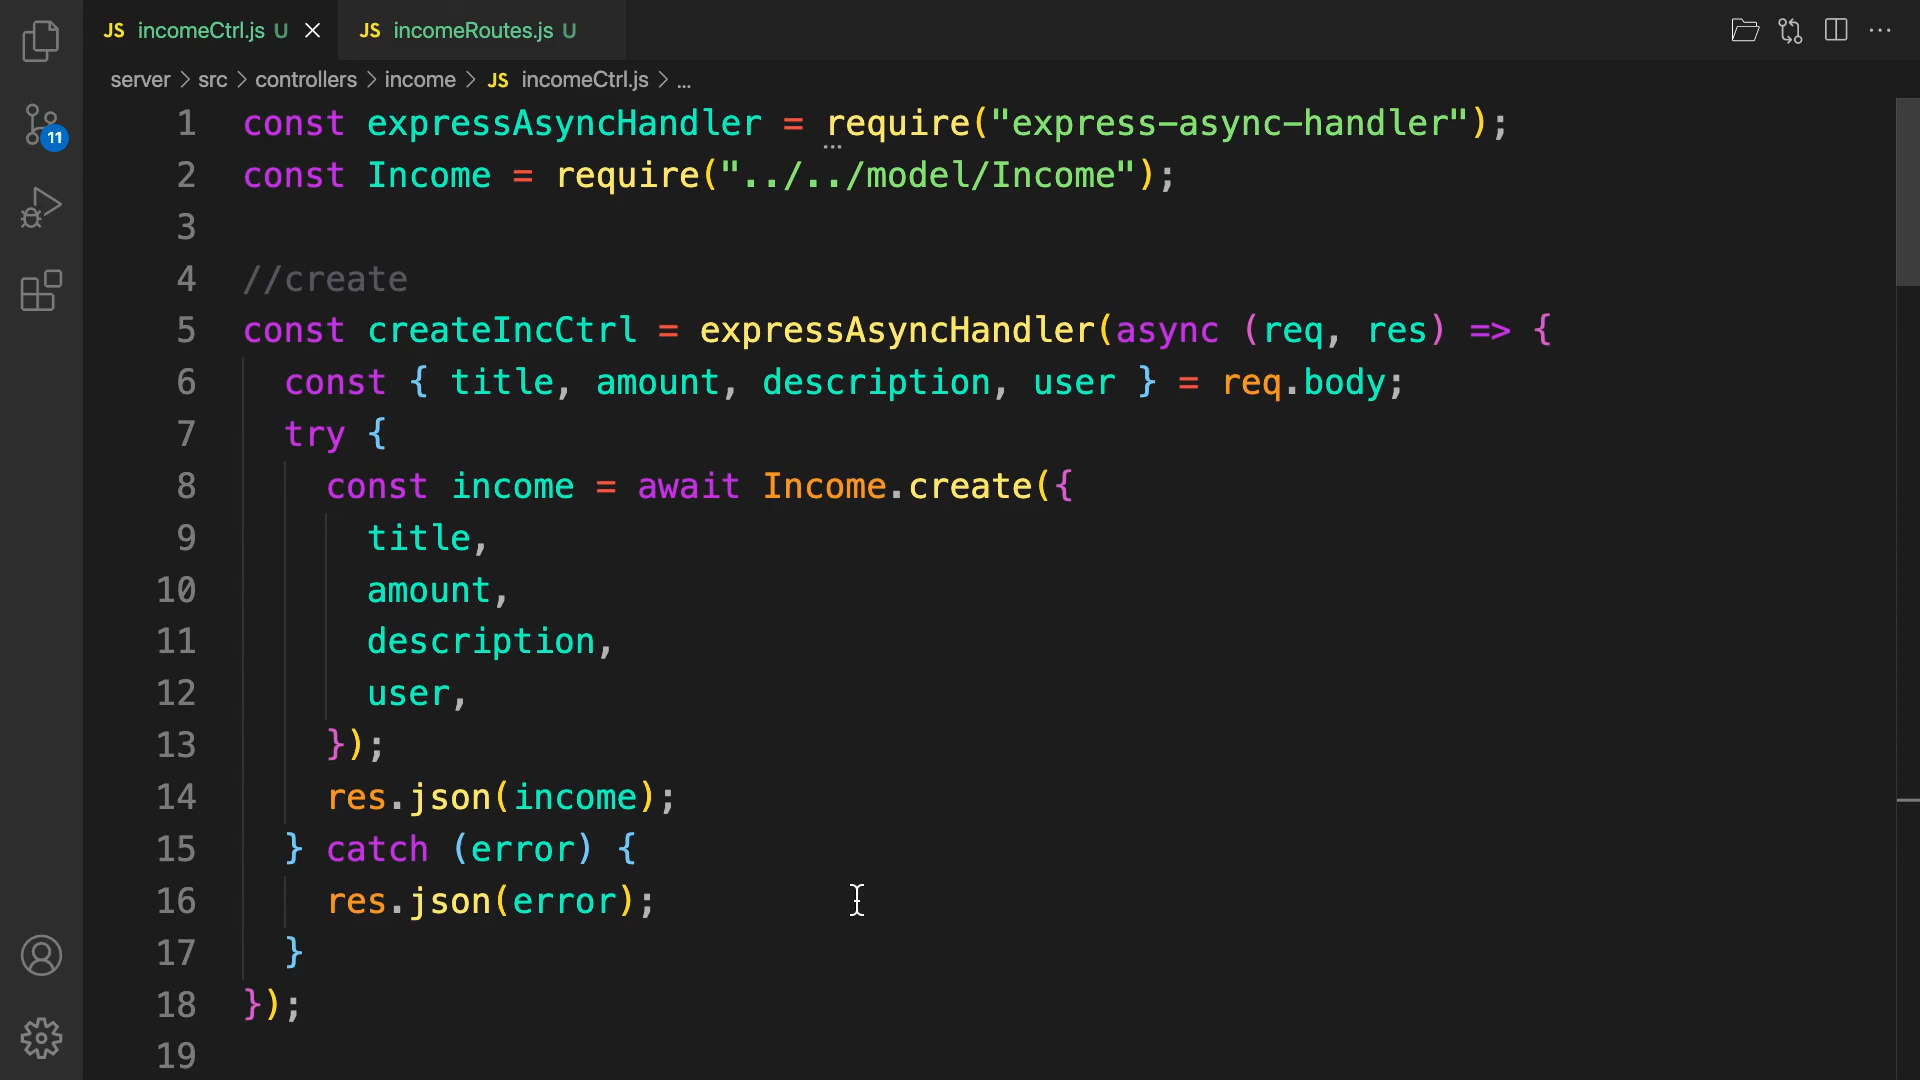 JS incomeCtrl.js U JS incomeRoutes.js U
server > src > controllers > income > JS incomeCtrl.js > ...
11
1 const expressAsyncHandler = require("express-async-handler");
2 const Income = require("../../model/Income");
3
4 //create
5 const createIncCtrl = expressAsyncHandler(async (req, res) => {
6 const { title, amount, description, user } = req.body;
7 try {
8 const income = await Income.create({
9 title,
10 amount,
11 description,
12 user,
13 });
14 res.json(income);
15 } catch (error) {
16 res.json(error);
17 }
18 });
19